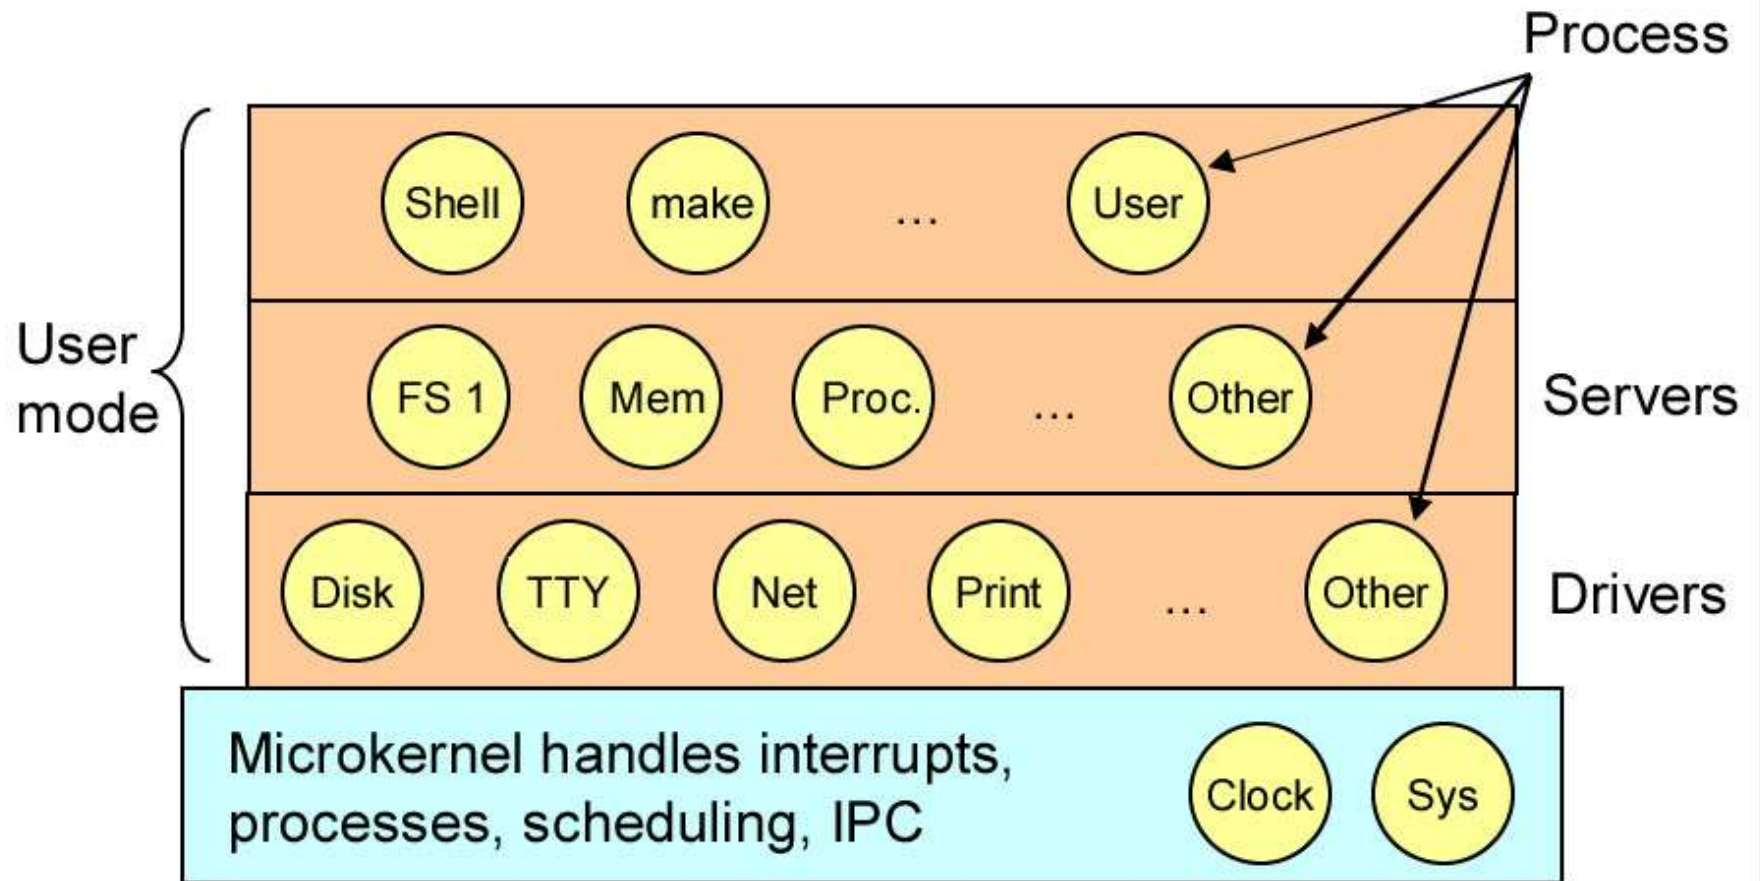 Process
Shell make ... User
User
mode
FS 1 Mem Proc. ... Other
Servers
Disk TTY Net Print ... Other
Drivers
Microkernel handles interrupts,
processes, scheduling, IPC
Clock Sys